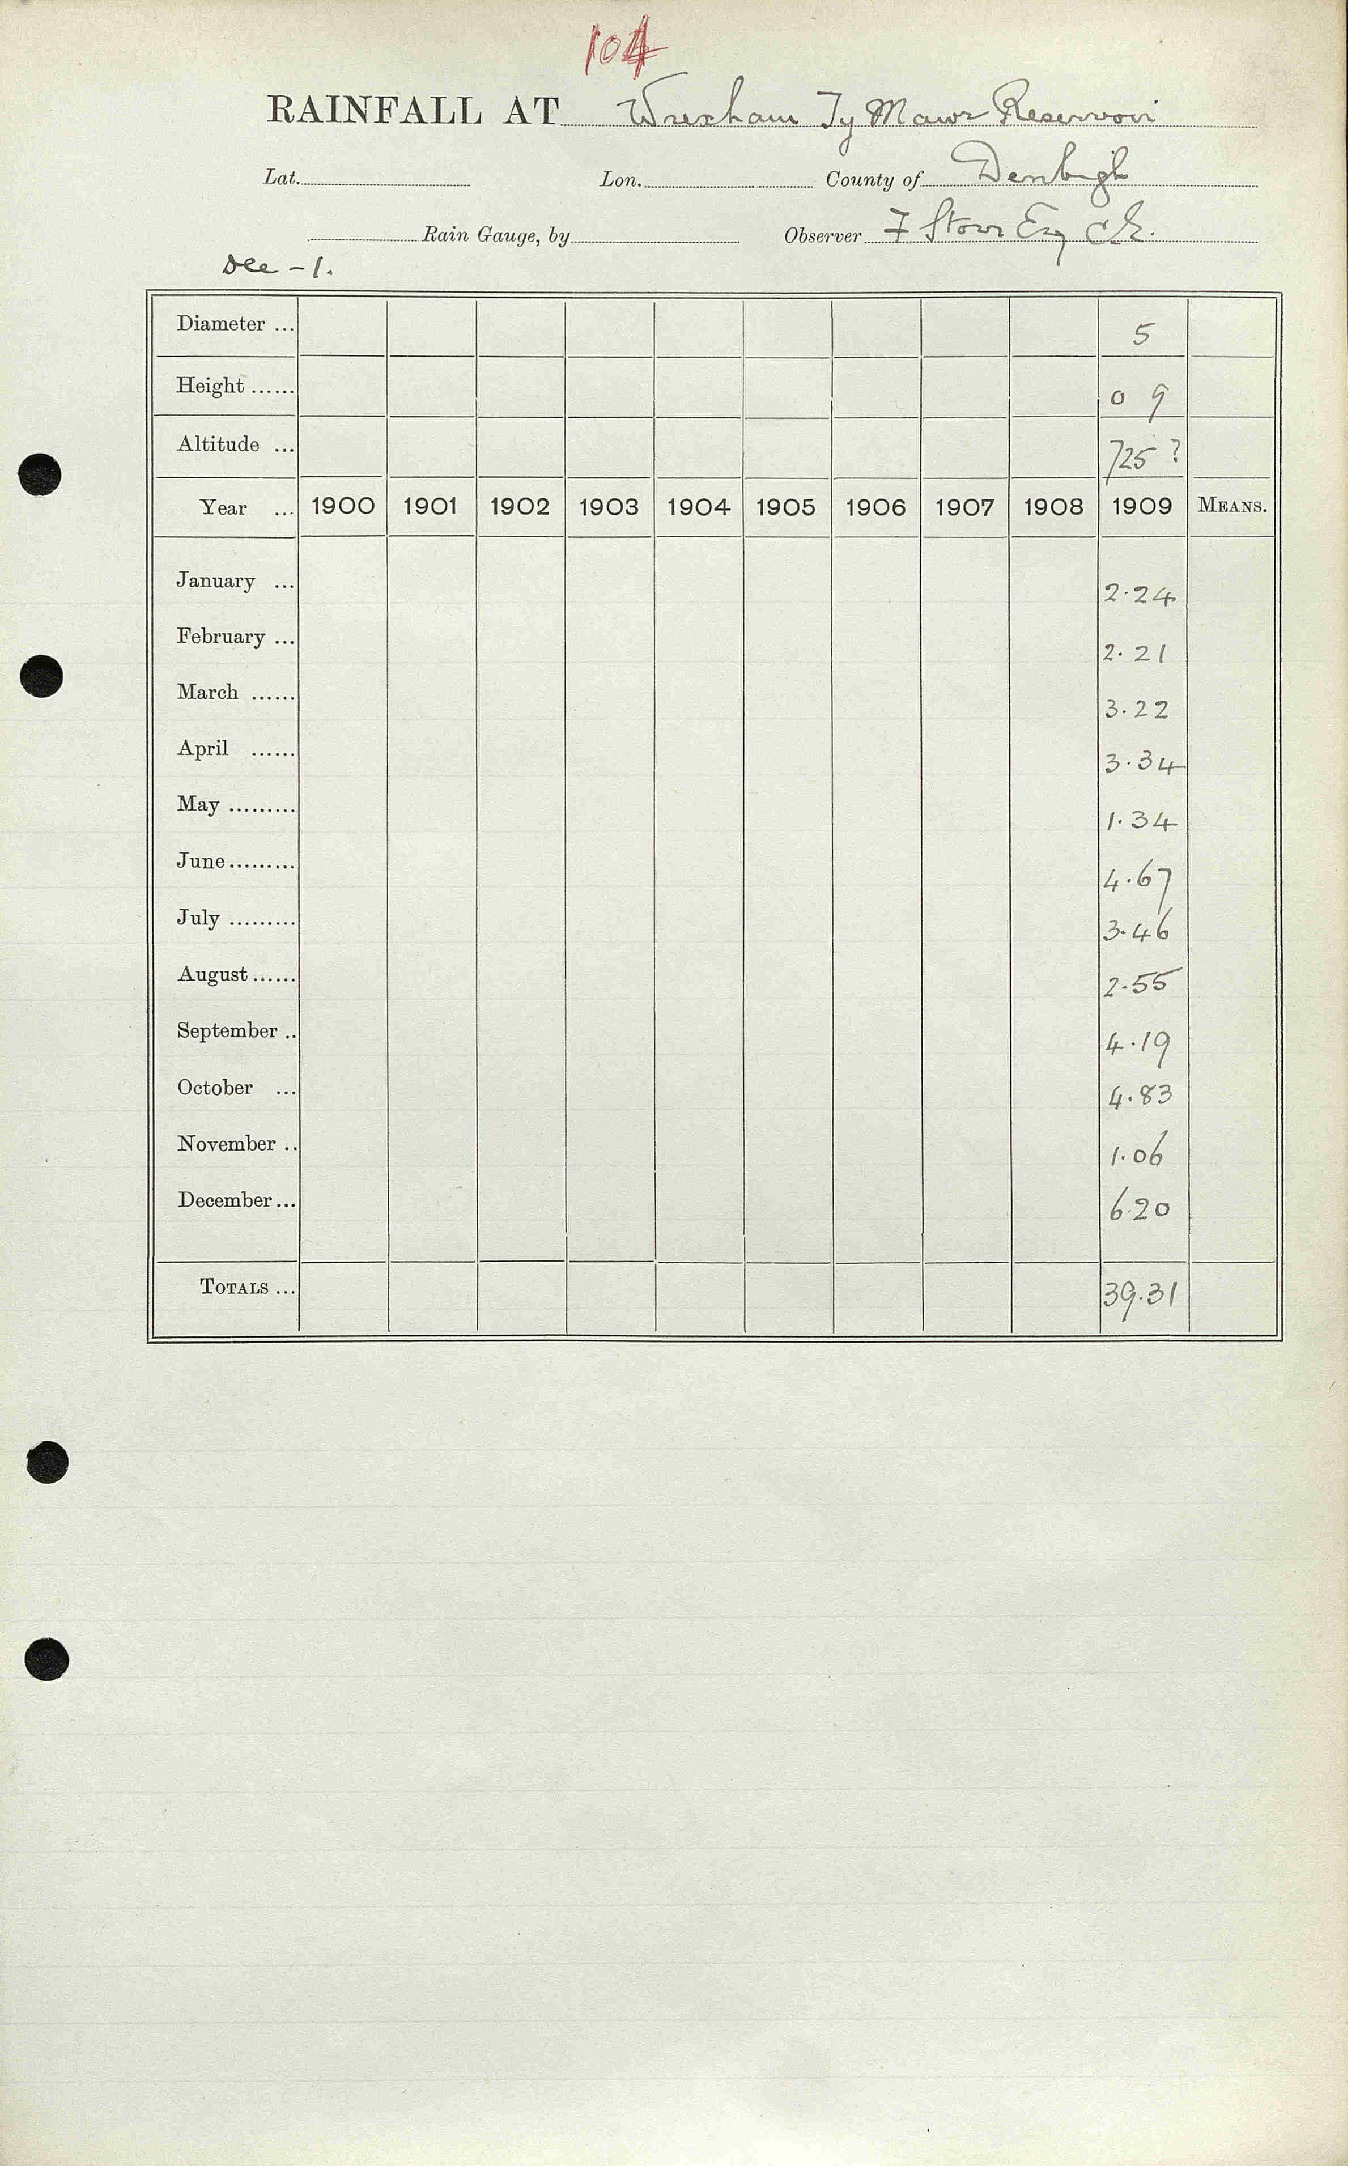 104
RAINFALL AT Wrexham Ty Mawr Reservoir
Lat. Lon. County of Denbigh
Rain Gauge, by Observer F Storr Esq C.E.
Dec - 1.
Diameter ... 5
Height ...... 0 9
Altitude ... 725 ?
Year ... 1900 1901 1902 1903 1904 1905 1906 1907 1908 1909 MEANS.
January ... 2.24
February ... 2.21
March ...... 3.22
April ...... 3.34
May ......... 1.34
June ......... 4.67
July ......... 3.46
August ...... 2.55
September .. 4.19
October ... 4.83
November .. 1.06
December ... 6.20
TOTALS ... 39.31